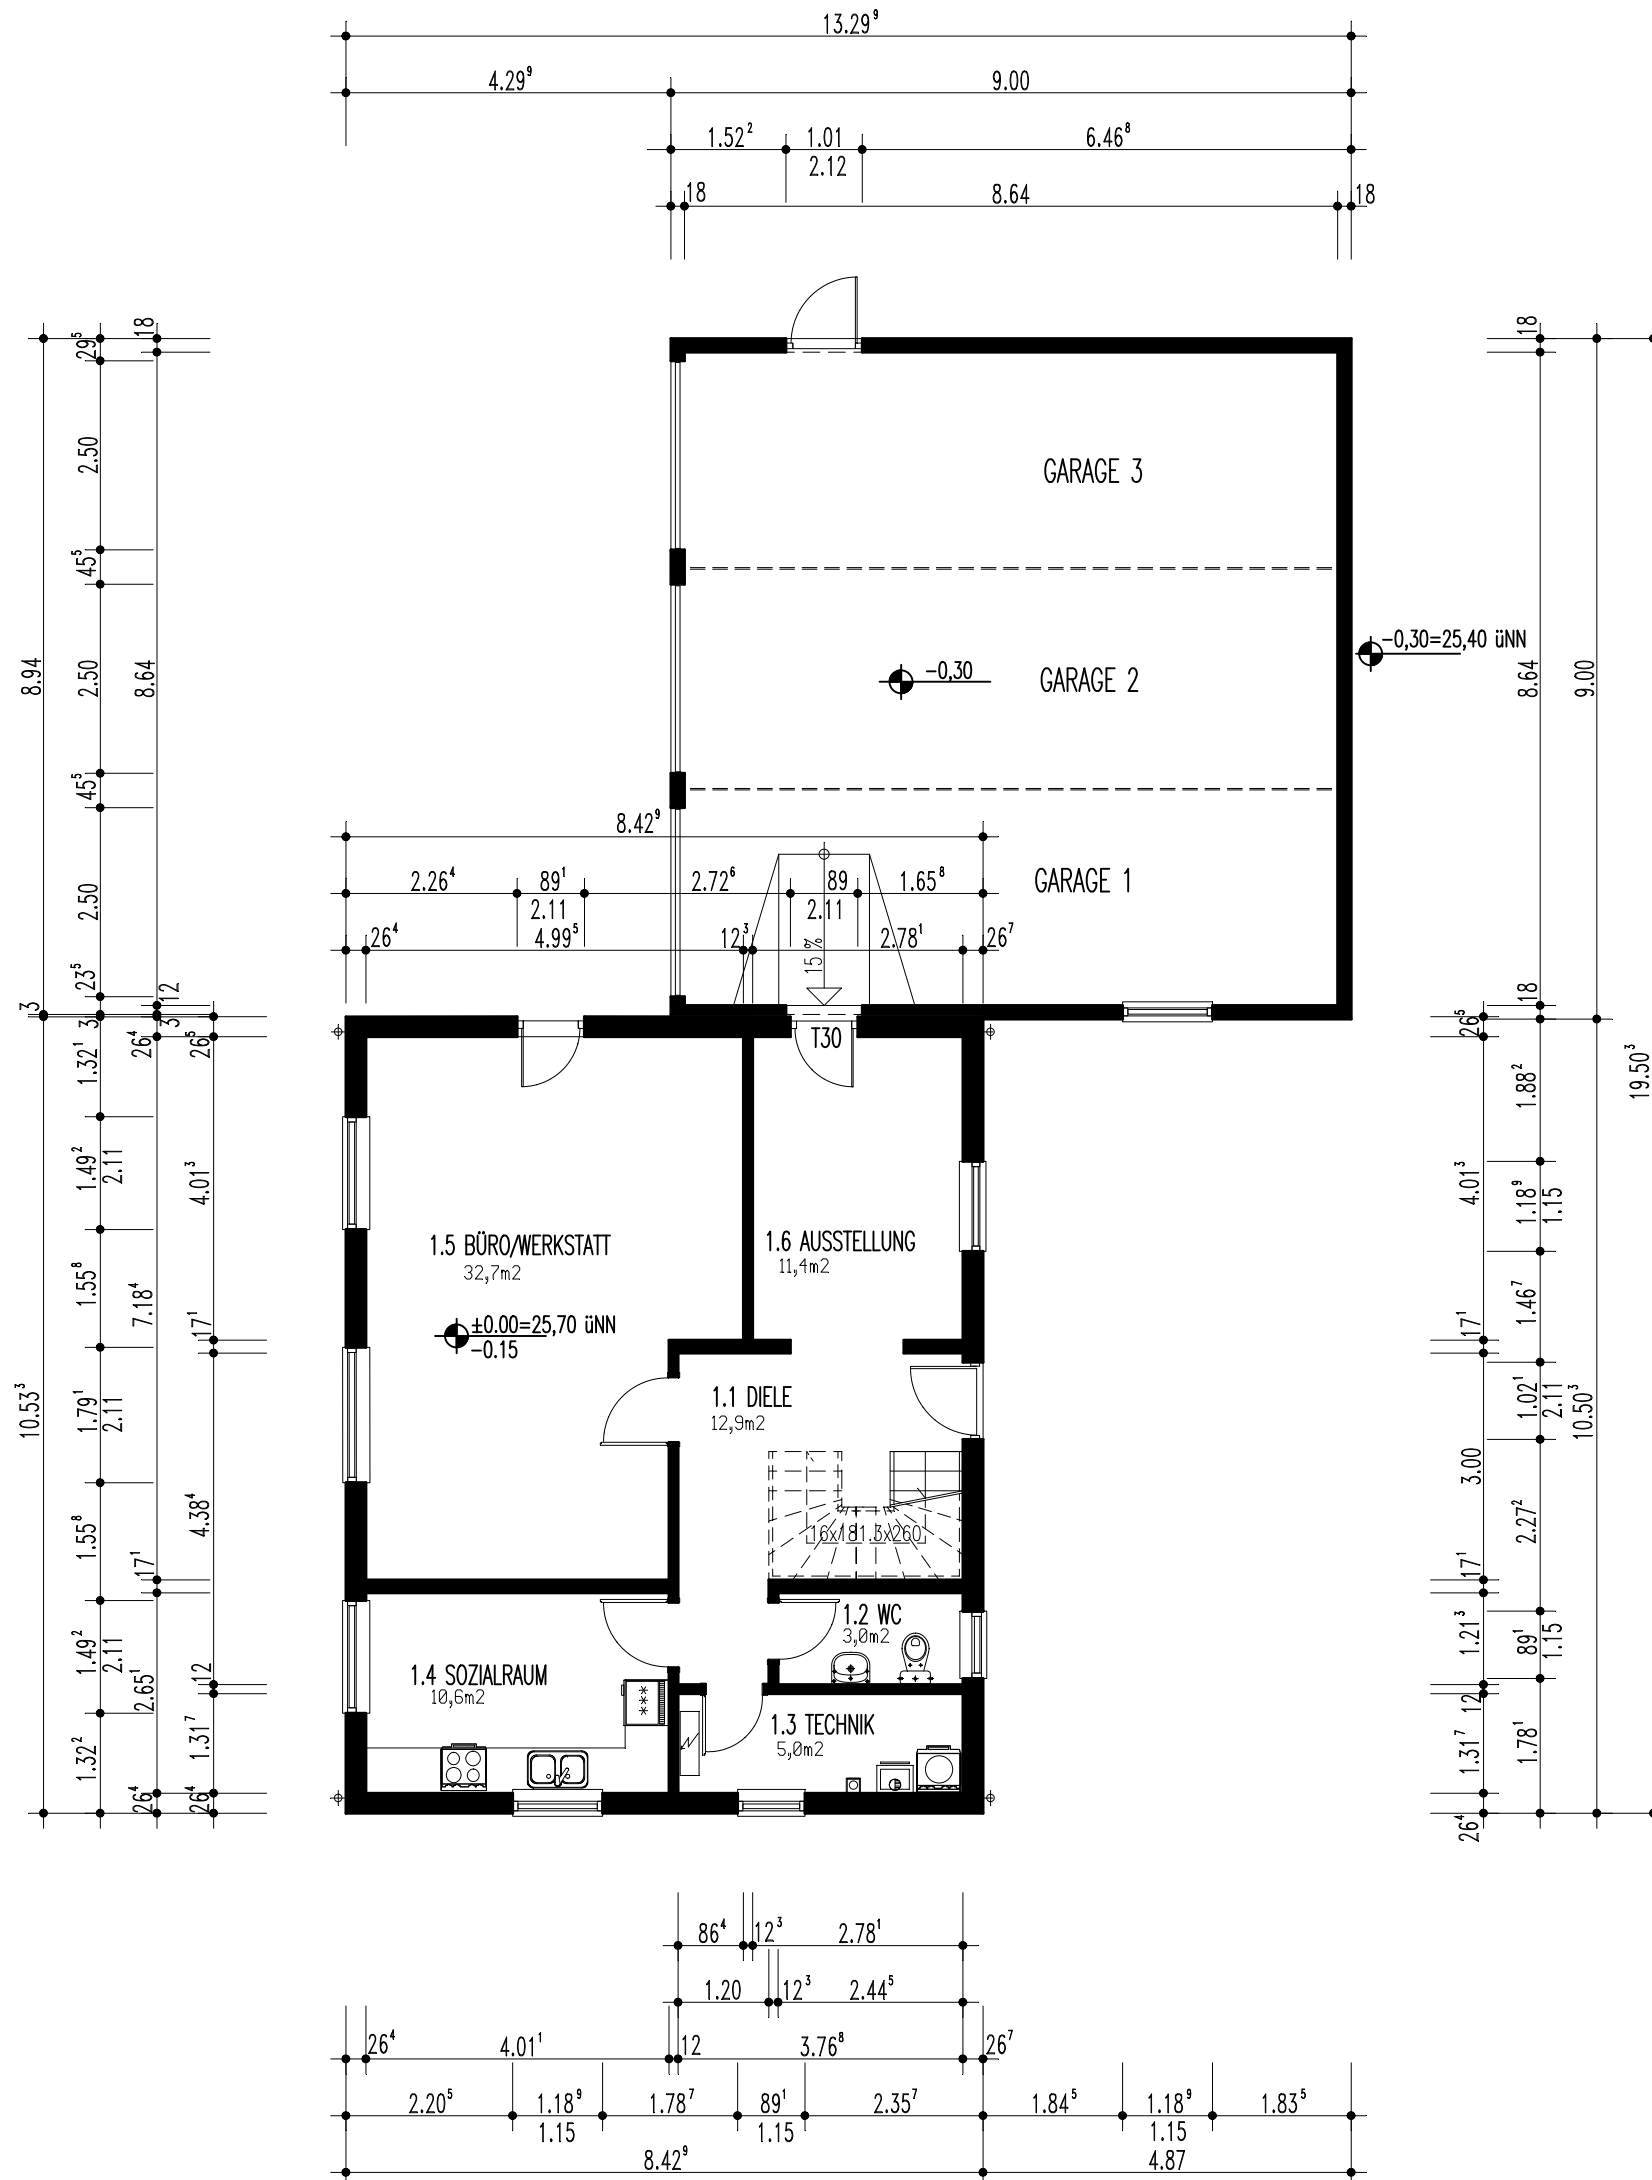 13.29⁹
4.29⁹ 9.00
1.52² 1.01 6.46⁸
2.12
18 8.64 18
18
29⁵
2.50
45⁵
8.94
2.50
8.64
45⁵
2.50
23⁵
12
3
3
3
26⁴
26⁵
1.32¹
1.49²
2.11
4.01³
1.55⁸
7.18⁴
17¹
10.53³
1.79¹
2.11
4.38⁴
1.55⁸
17¹
1.49²
2.11
2.65¹
12
1.31⁷
1.32²
26⁴
26⁴
GARAGE 3
-0,30
GARAGE 2
-0,30=25,40 üNN
8.42⁹
GARAGE 1
2.26⁴ 89¹ 2.72⁶ 89 1.65⁸
2.11 2.11
26⁴ 4.99⁵ 12³ 2.78¹ 26⁷
15%
T30
1.5 BÜRO/WERKSTATT
32,7m2
±0.00=25,70 üNN
-0.15
1.6 AUSSTELLUNG
11,4m2
1.1 DIELE
12,9m2
16x181.3x260
1.2 WC
3,0m2
1.4 SOZIALRAUM
10,6m2
1.3 TECHNIK
5,0m2
18
8.64
9.00
18
26⁵
1.88²
19.50³
4.01³
1.18⁹
1.15
1.46⁷
17¹
1.02¹
2.11
10.50³
3.00
2.27²
17¹
1.21³
89¹
1.15
12
1.31⁷
1.78¹
26⁴
86⁴ 12³ 2.78¹
1.20 12³ 2.44⁵
26⁴ 4.01¹ 12 3.76⁸ 26⁷
2.20⁵ 1.18⁹ 1.78⁷ 89¹ 2.35⁷ 1.84⁵ 1.18⁹ 1.83⁵
1.15 1.15 1.15
8.42⁹ 4.87